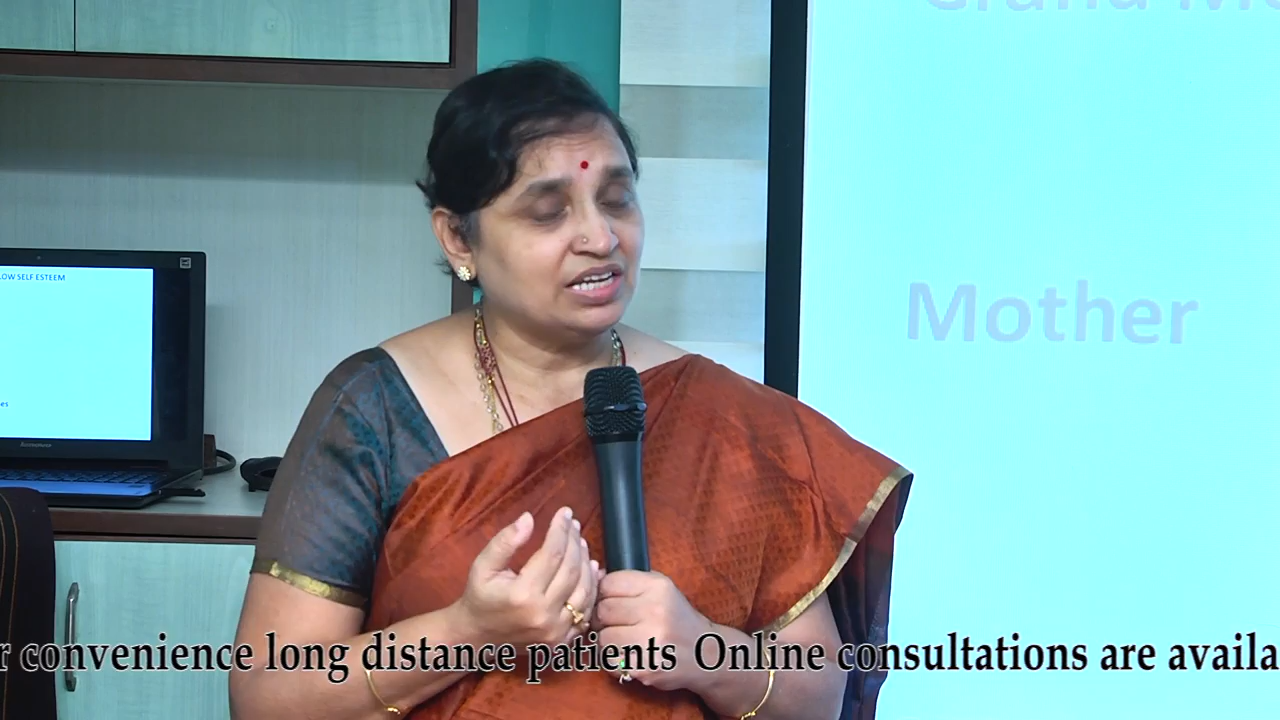 LOW SELF ESTEEM
Mother
convenience long distance patients Online consultations are availa